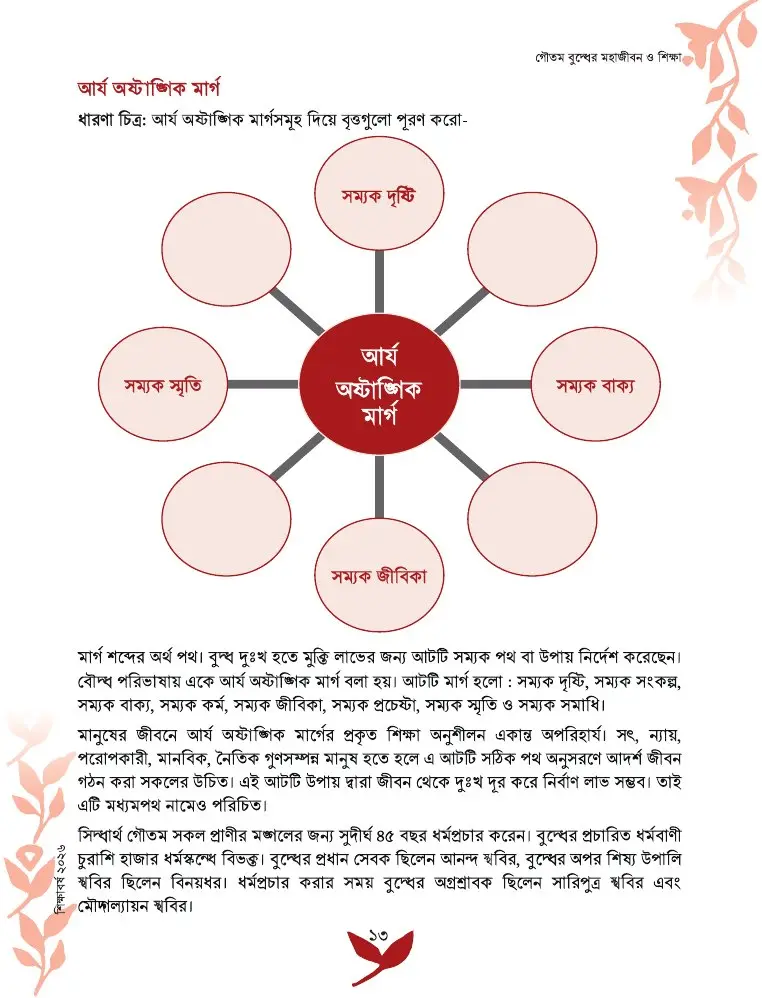 গৌতম বুদ্ধের মহাজীবন ও শিক্ষা
আর্য অষ্টাঙ্গিক মার্গ
ধারণা চিত্র: আর্য অষ্টাঙ্গিক মার্গসমূহ দিয়ে বৃত্তগুলো পূরণ করো-
সম্যক দৃষ্টি
সম্যক স্মৃতি
আর্য
অষ্টাঙ্গিক
মার্গ
সম্যক বাক্য
সম্যক জীবিকা
মার্গ শব্দের অর্থ পথ। বুদ্ধ দুঃখ হতে মুক্তি লাভের জন্য আটটি সম্যক পথ বা উপায় নির্দেশ করেছেন।
বৌদ্ধ পরিভাষায় একে আর্য অষ্টাঙ্গিক মার্গ বলা হয়। আটটি মার্গ হলো : সম্যক দৃষ্টি, সম্যক সংকল্প,
সম্যক বাক্য, সম্যক কর্ম, সম্যক জীবিকা, সম্যক প্রচেষ্টা, সম্যক স্মৃতি ও সম্যক সমাধি।
মানুষের জীবনে আর্য অষ্টাঙ্গিক মার্গের প্রকৃত শিক্ষা অনুশীলন একান্ত অপরিহার্য। সৎ, ন্যায়,
পরোপকারী, মানবিক, নৈতিক গুণসম্পন্ন মানুষ হতে হলে এ আটটি সঠিক পথ অনুসরণে আদর্শ জীবন
গঠন করা সকলের উচিত। এই আটটি উপায় দ্বারা জীবন থেকে দুঃখ দূর করে নির্বাণ লাভ সম্ভব। তাই
এটি মধ্যমপথ নামেও পরিচিত।
সিদ্ধার্থ গৌতম সকল প্রাণীর মঙ্গলের জন্য সুদীর্ঘ ৪৫ বছর ধর্মপ্রচার করেন। বুদ্ধের প্রচারিত ধর্মবাণী
চুরাশি হাজার ধর্মস্কন্ধে বিভক্ত। বুদ্ধের প্রধান সেবক ছিলেন আনন্দ স্থবির, বুদ্ধের অপর শিষ্য উপালি
স্থবির ছিলেন বিনয়ধর। ধর্মপ্রচার করার সময় বুদ্ধের অগ্রশ্রাবক ছিলেন সারিপুত্র স্থবির এবং
মৌদ্গল্যায়ন স্থবির।
শিক্ষাবর্ষ ২০২৬
১৩